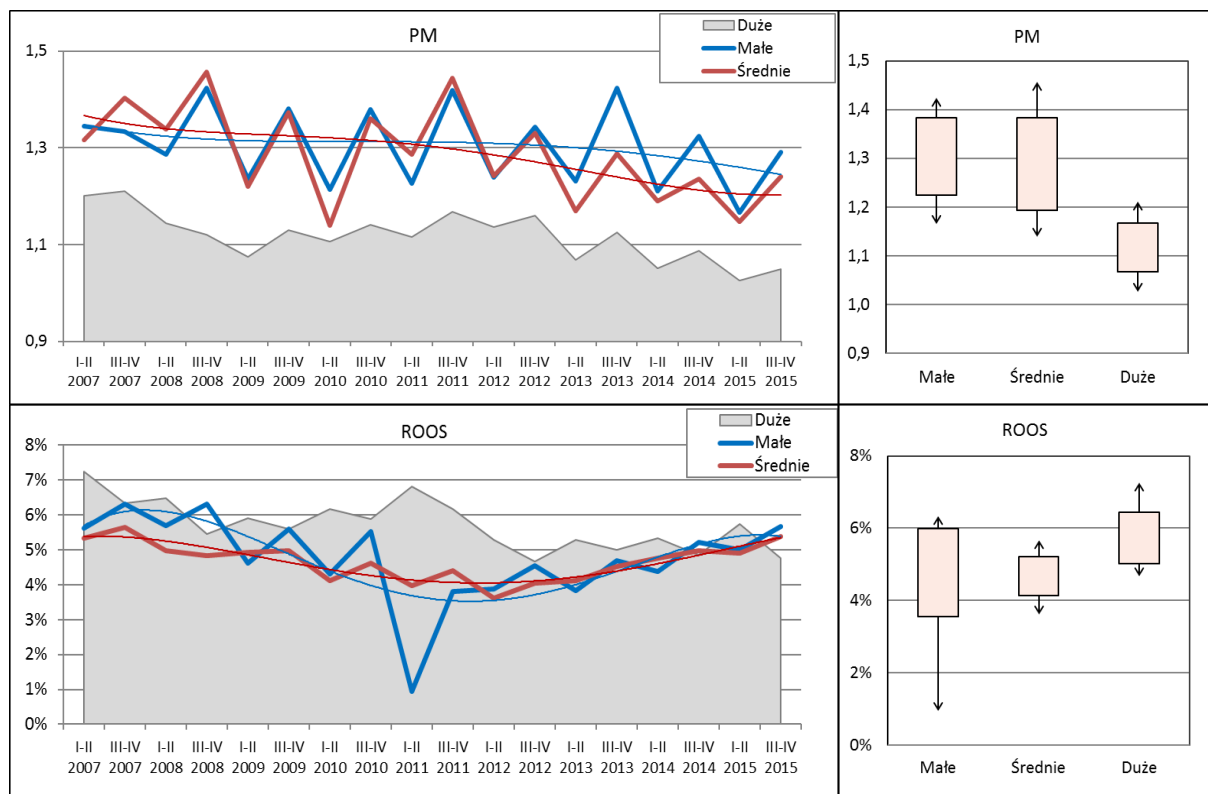 PM
Duże
Małe
Średnie
1,5
1,3
1,1
0,9
I-II III-IV I-II III-IV I-II III-IV I-II III-IV I-II III-IV I-II III-IV I-II III-IV I-II III-IV I-II III-IV
2007 2007 2008 2008 2009 2009 2010 2010 2011 2011 2012 2012 2013 2013 2014 2014 2015 2015
PM
1,5
1,4
1,3
1,2
1,1
1,0
0,9
Małe Średnie Duże
ROOS
Duże
Małe
Średnie
8%
7%
6%
5%
4%
3%
2%
1%
0%
I-II III-IV I-II III-IV I-II III-IV I-II III-IV I-II III-IV I-II III-IV I-II III-IV I-II III-IV I-II III-IV
2007 2007 2008 2008 2009 2009 2010 2010 2011 2011 2012 2012 2013 2013 2014 2014 2015 2015
ROOS
8%
6%
4%
2%
0%
Małe Średnie Duże